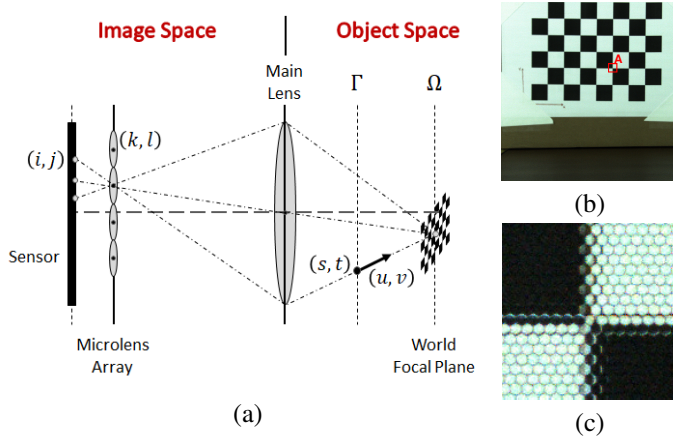 Image Space
Object Space
Main
Lens
Γ
Ω
(i, j)
(k, l)
A
(b)
Sensor
(s, t)
(u, v)
Microlens
Array
World
Focal Plane
(a)
(c)